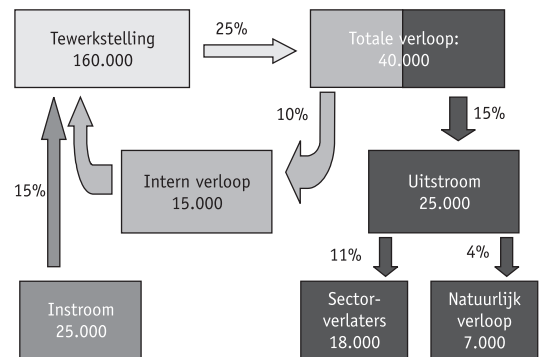 Tewerkstelling
160.000
25%
Totale verloop:
40.000
10%
15%
Intern verloop
15.000
Uitstroom
25.000
15%
11%
4%
Instroom
25.000
Sector-
verlaters
18.000
Natuurlijk
verloop
7.000